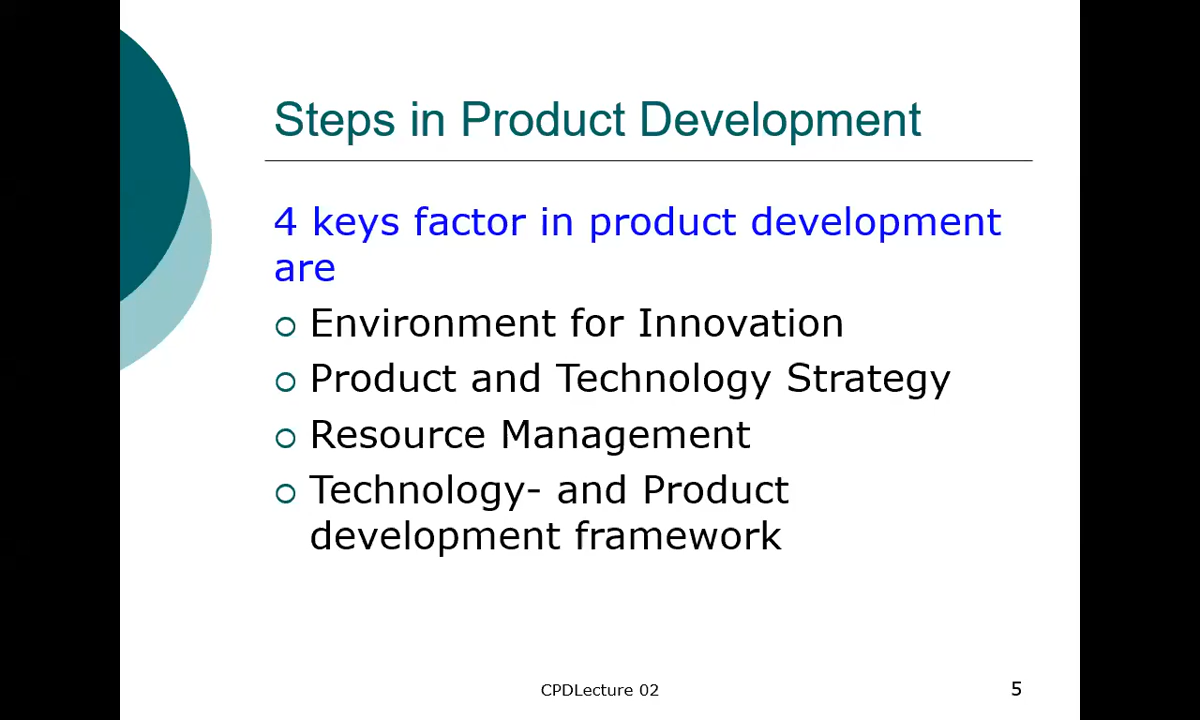 Steps in Product Development
4 keys factor in product development
are
Environment for Innovation
Product and Technology Strategy
Resource Management
Technology- and Product
development framework
CPDLecture 02
5